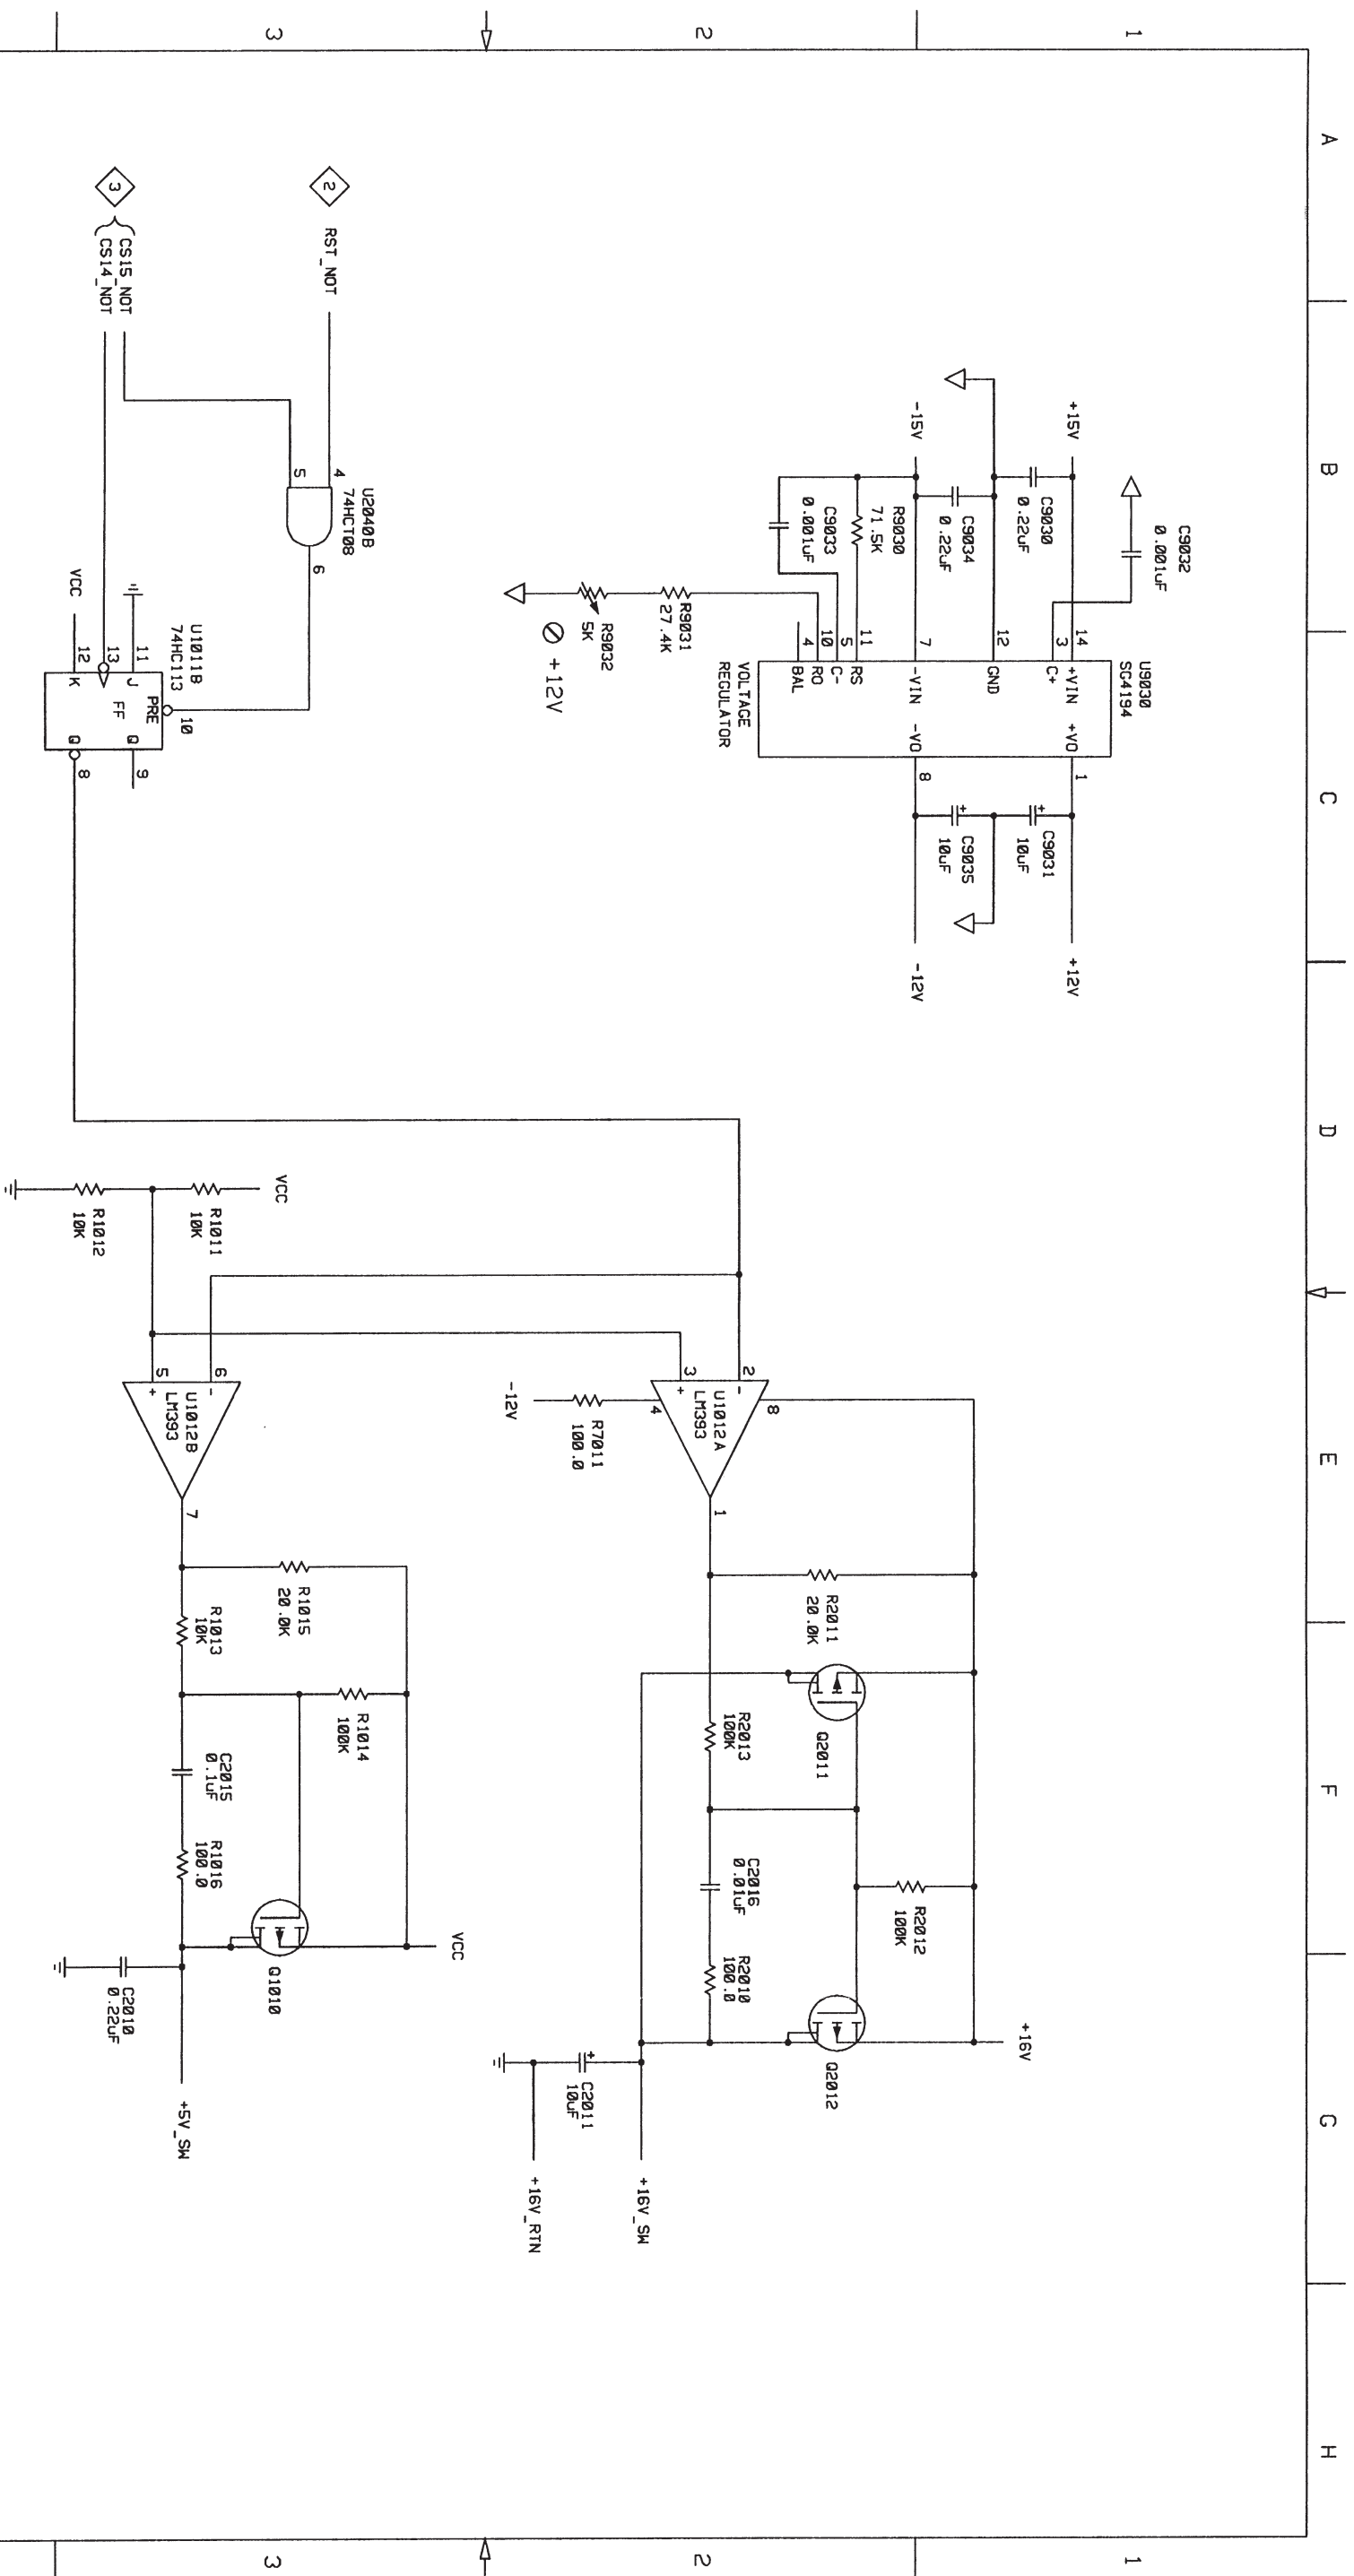 A
B
C
D
E
F
G
H
1
2
3
1
2
3
C9032
0.001uF
+15V
C9030
0.22uF
C9034
0.22uF
-15V
R9030
71.5K
C9033
0.001uF
R9031
27.4K
R9032
5K
+12V
U9030
SG4194
14
+VIN
+VO
1
3
C+
12
GND
7
-VIN
-VO
8
11
RS
5
C-
10
RO
4
BAL
VOLTAGE
REGULATOR
C9031
10uF
C9035
10uF
+12V
-12V
2
RST_NOT
3
CS15_NOT
CS14_NOT
U2040B
74HCT08
4
5
6
VCC
U1011B
74HC113
11
J
13
12
K
FF
PRE
10
Q
9
Q
8
VCC
R1011
10K
R1012
10K
2
-
3
+
U1012A
LM393
8
4
1
R7011
100.0
-12V
6
-
5
+
U1012B
LM393
7
R2011
20.0K
Q2011
R2013
100K
C2016
0.01uF
R2010
100.0
R2012
100K
Q2012
+16V
C2011
10uF
+16V_SW
+16V_RTN
R1015
20.0K
R1013
10K
R1014
100K
C2015
0.1uF
R1016
100.0
Q1010
VCC
C2010
0.22uF
+5V_SW